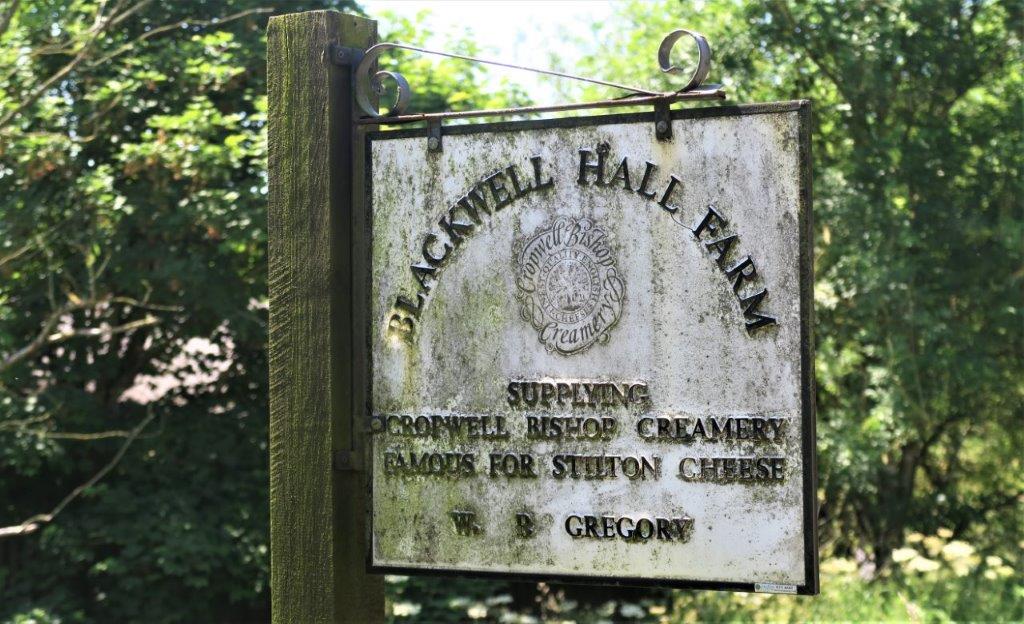 BLACKWELL HALL FARM
Cropwell Bishop
Creamery
SUPPLYING
CROPWELL BISHOP CREAMERY
FAMOUS FOR STILTON CHEESE
W. B GREGORY